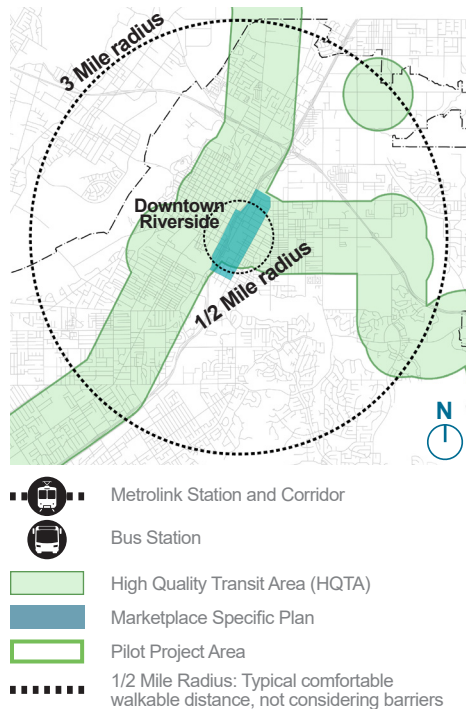 3 Mile radius
Downtown
Riverside
1/2 Mile radius
N
Metrolink Station and Corridor
Bus Station
High Quality Transit Area (HQTA)
Marketplace Specific Plan
Pilot Project Area
1/2 Mile Radius: Typical comfortable
walkable distance, not considering barriers